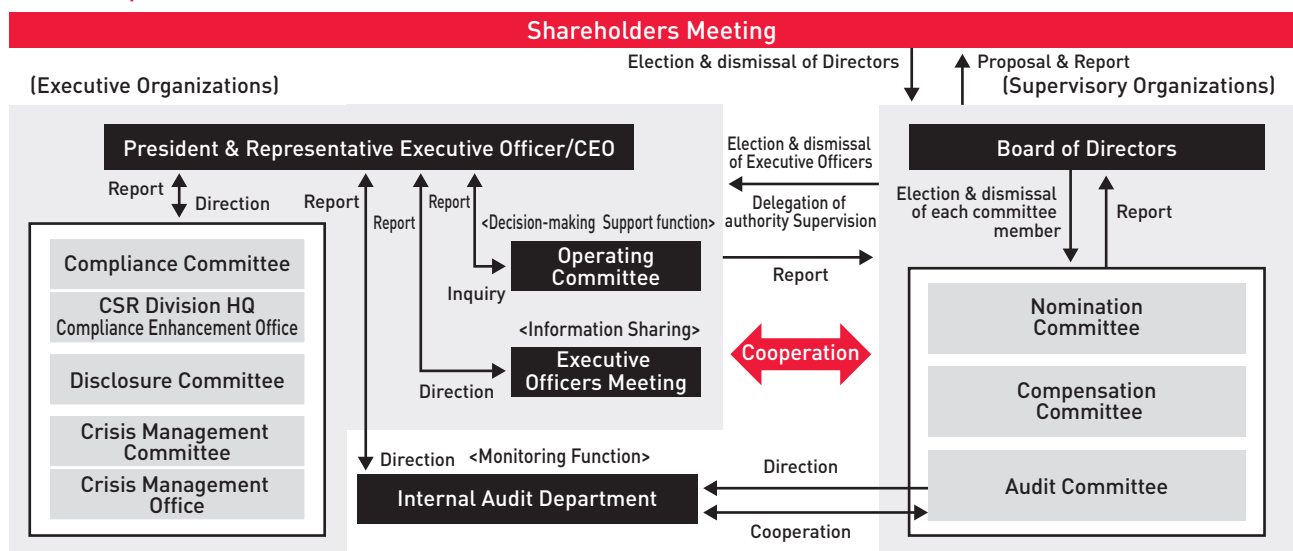 Shareholders Meeting
Election & dismissal of Directors
Proposal & Report
(Executive Organizations)
(Supervisory Organizations)
President & Representative Executive Officer/CEO
Election & dismissal
of Executive Officers
Board of Directors
Report
Direction
Report
Report
Report
Delegation of
authority Supervision
Election & dismissal
of each committee
member
Report
<Decision-making Support function>
Compliance Committee
Operating
Committee
Inquiry
Report
CSR Division HQ
Compliance Enhancement Office
Nomination
Committee
<Information Sharing>
Executive
Officers Meeting
Direction
Cooperation
Disclosure Committee
Compensation
Committee
Crisis Management
Committee
Crisis Management
Office
Direction
<Monitoring Function>
Internal Audit Department
Direction
Cooperation
Audit Committee